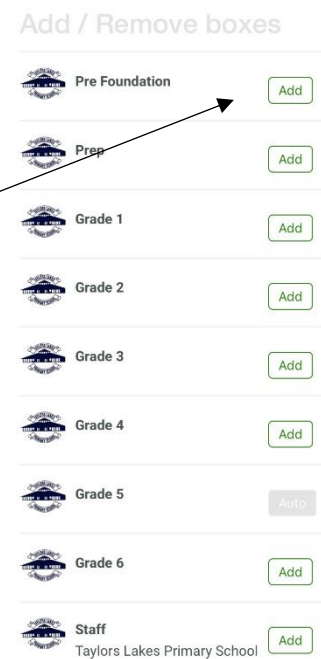 Add / Remove boxes
Pre Foundation
Add
Prep
Add
Grade 1
Add
Grade 2
Add
Grade 3
Add
Grade 4
Add
Grade 5
Auto
Grade 6
Add
Staff
Taylors Lakes Primary School
Add